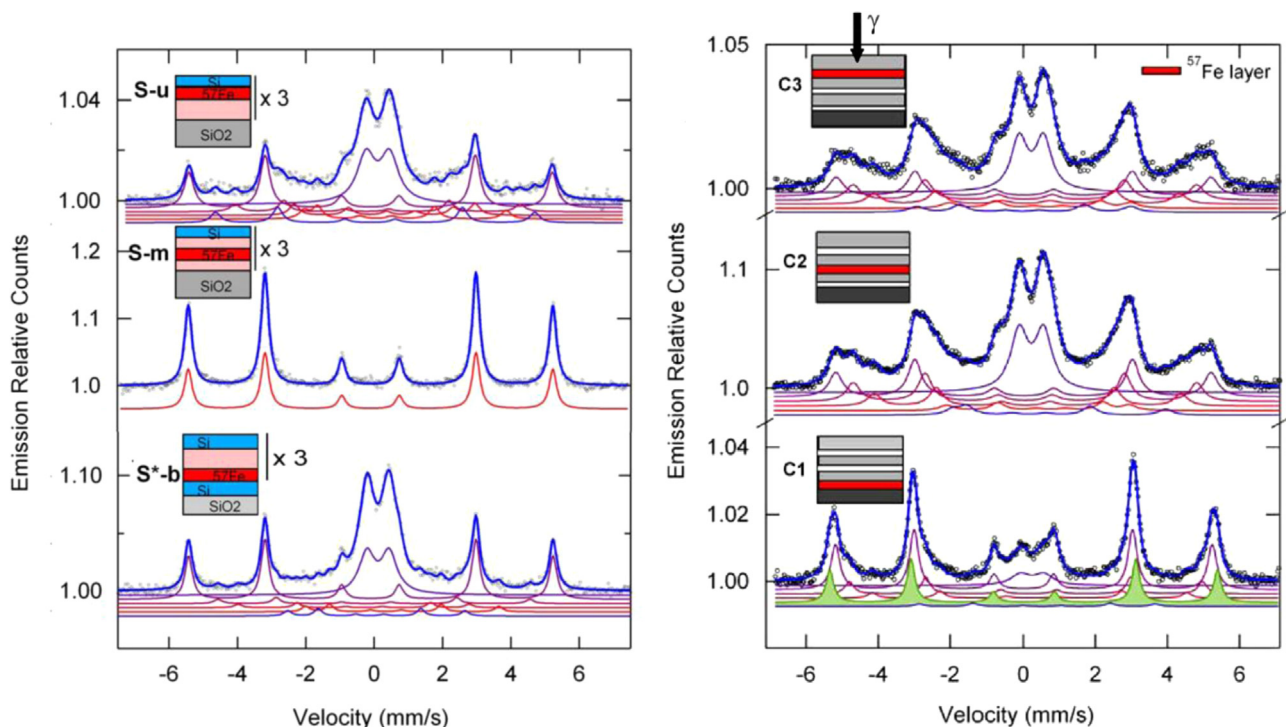 S-u
Si
57Fe
x 3
SiO2
1.04
1.00
S-m
Si
57Fe
x 3
SiO2
1.2
1.1
1.0
S*-b
Si
57Fe
Si
SiO2
x 3
1.10
1.00
Emission Relative Counts
-6 -4 -2 0 2 4 6
Velocity (mm/s)
γ
57Fe layer
1.05
C3
1.00
C2
1.1
1.0
C1
1.04
1.02
1.00
Emission Relative Counts
-6 -4 -2 0 2 4 6
Velocity (mm/s)